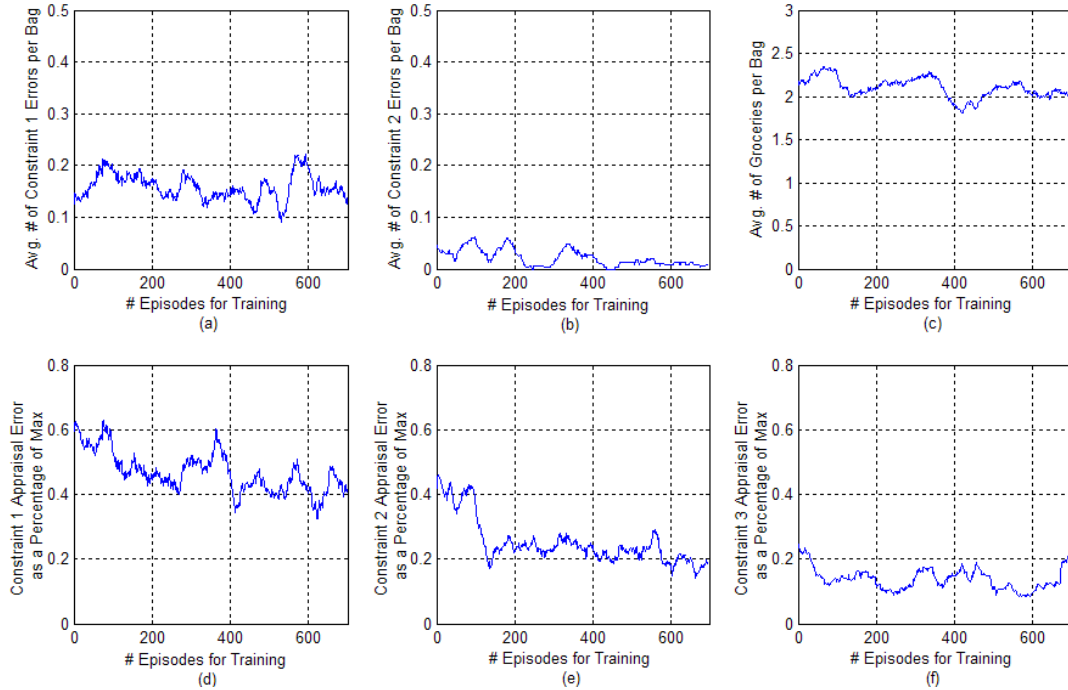 Avg. # of Constraint 1 Errors per Bag
0.5
0.4
0.3
0.2
0.1
0
0 200 400 600
# Episodes for Training
(a)
Avg. # of Constraint 2 Errors per Bag
0.5
0.4
0.3
0.2
0.1
0
0 200 400 600
# Episodes for Training
(b)
Avg. # of Groceries per Bag
3
2.5
2
1.5
1
0.5
0
0 200 400 600
# Episodes for Training
(c)
Constraint 1 Appraisal Error
as a Percentage of Max
0.8
0.6
0.4
0.2
0
0 200 400 600
# Episodes for Training
(d)
Constraint 2 Appraisal Error
as a Percentage of Max
0.8
0.6
0.4
0.2
0
0 200 400 600
# Episodes for Training
(e)
Constraint 3 Appraisal Error
as a Percentage of Max
0.8
0.6
0.4
0.2
0
0 200 400 600
# Episodes for Training
(f)